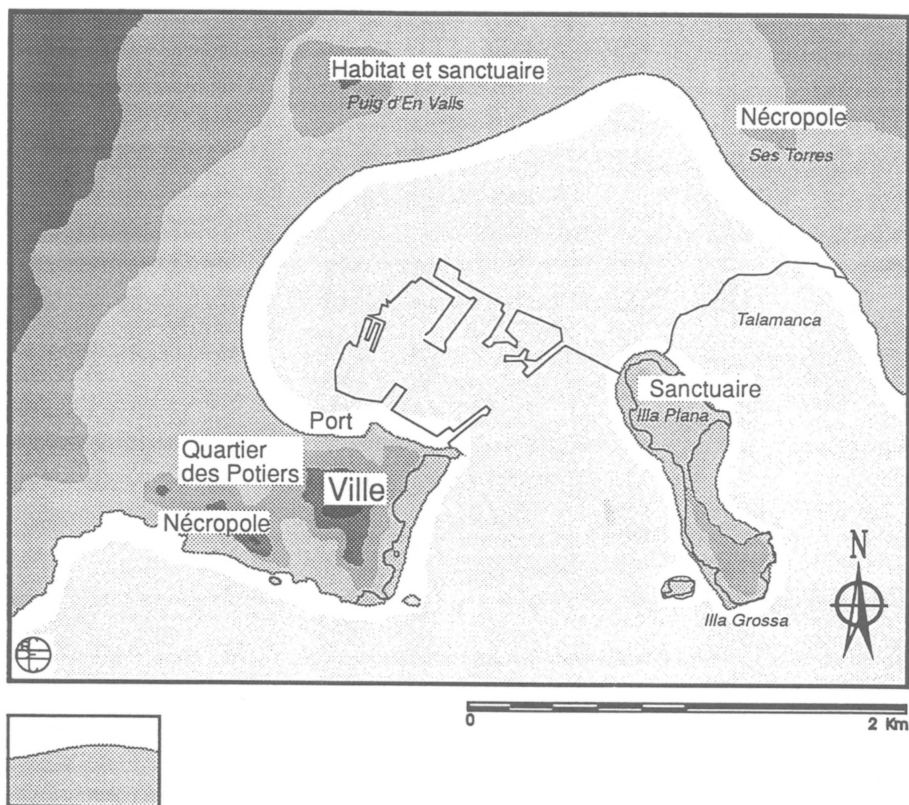 Habitat et sanctuaire
Puig d'En Valls
Nécropole
Ses Torres
Talamanca
Sanctuaire
Illa Plana
Port
Quartier
des Potiers
Ville
Nécropole
N
Illa Grossa
0
2 Km